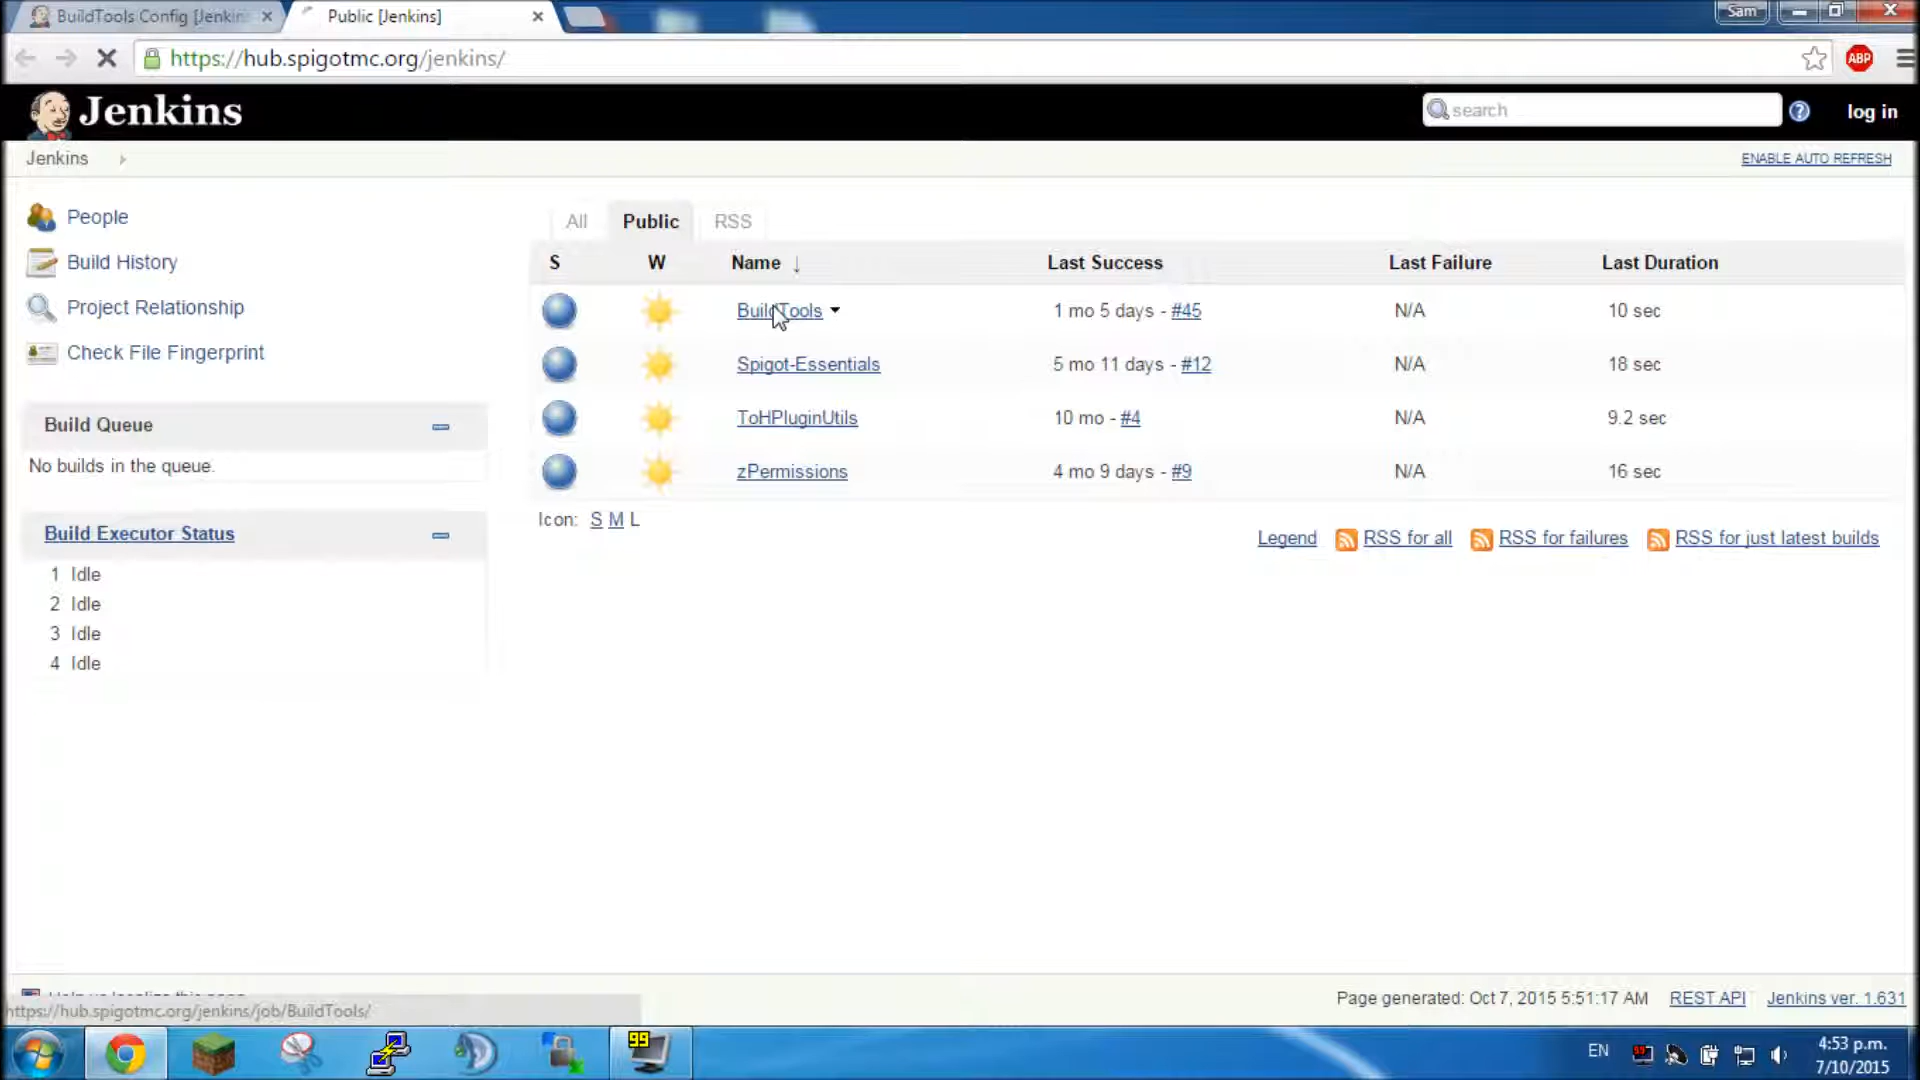 BuildTools Config [Jenkin
Public [Jenkins]
Sam
https://hub.spigotmc.org/jenkins/
ABP
Jenkins
search
log in
Jenkins
ENABLE AUTO REFRESH
People
Build History
Project Relationship
Check File Fingerprint
Build Queue
No builds in the queue.
Build Executor Status
1 Idle
2 Idle
3 Idle
4 Idle
All Public RSS
S W Name ↓ Last Success Last Failure Last Duration
BuildTools 1 mo 5 days - #45 N/A 10 sec
Spigot-Essentials 5 mo 11 days - #12 N/A 18 sec
ToHPluginUtils 10 mo - #4 N/A 9.2 sec
zPermissions 4 mo 9 days - #9 N/A 16 sec
Icon: S M L
Legend RSS for all RSS for failures RSS for just latest builds
Page generated: Oct 7, 2015 5:51:17 AM REST API Jenkins ver. 1.631
https://hub.spigotmc.org/jenkins/job/BuildTools/
99
EN
4:53 p.m.
7/10/2015